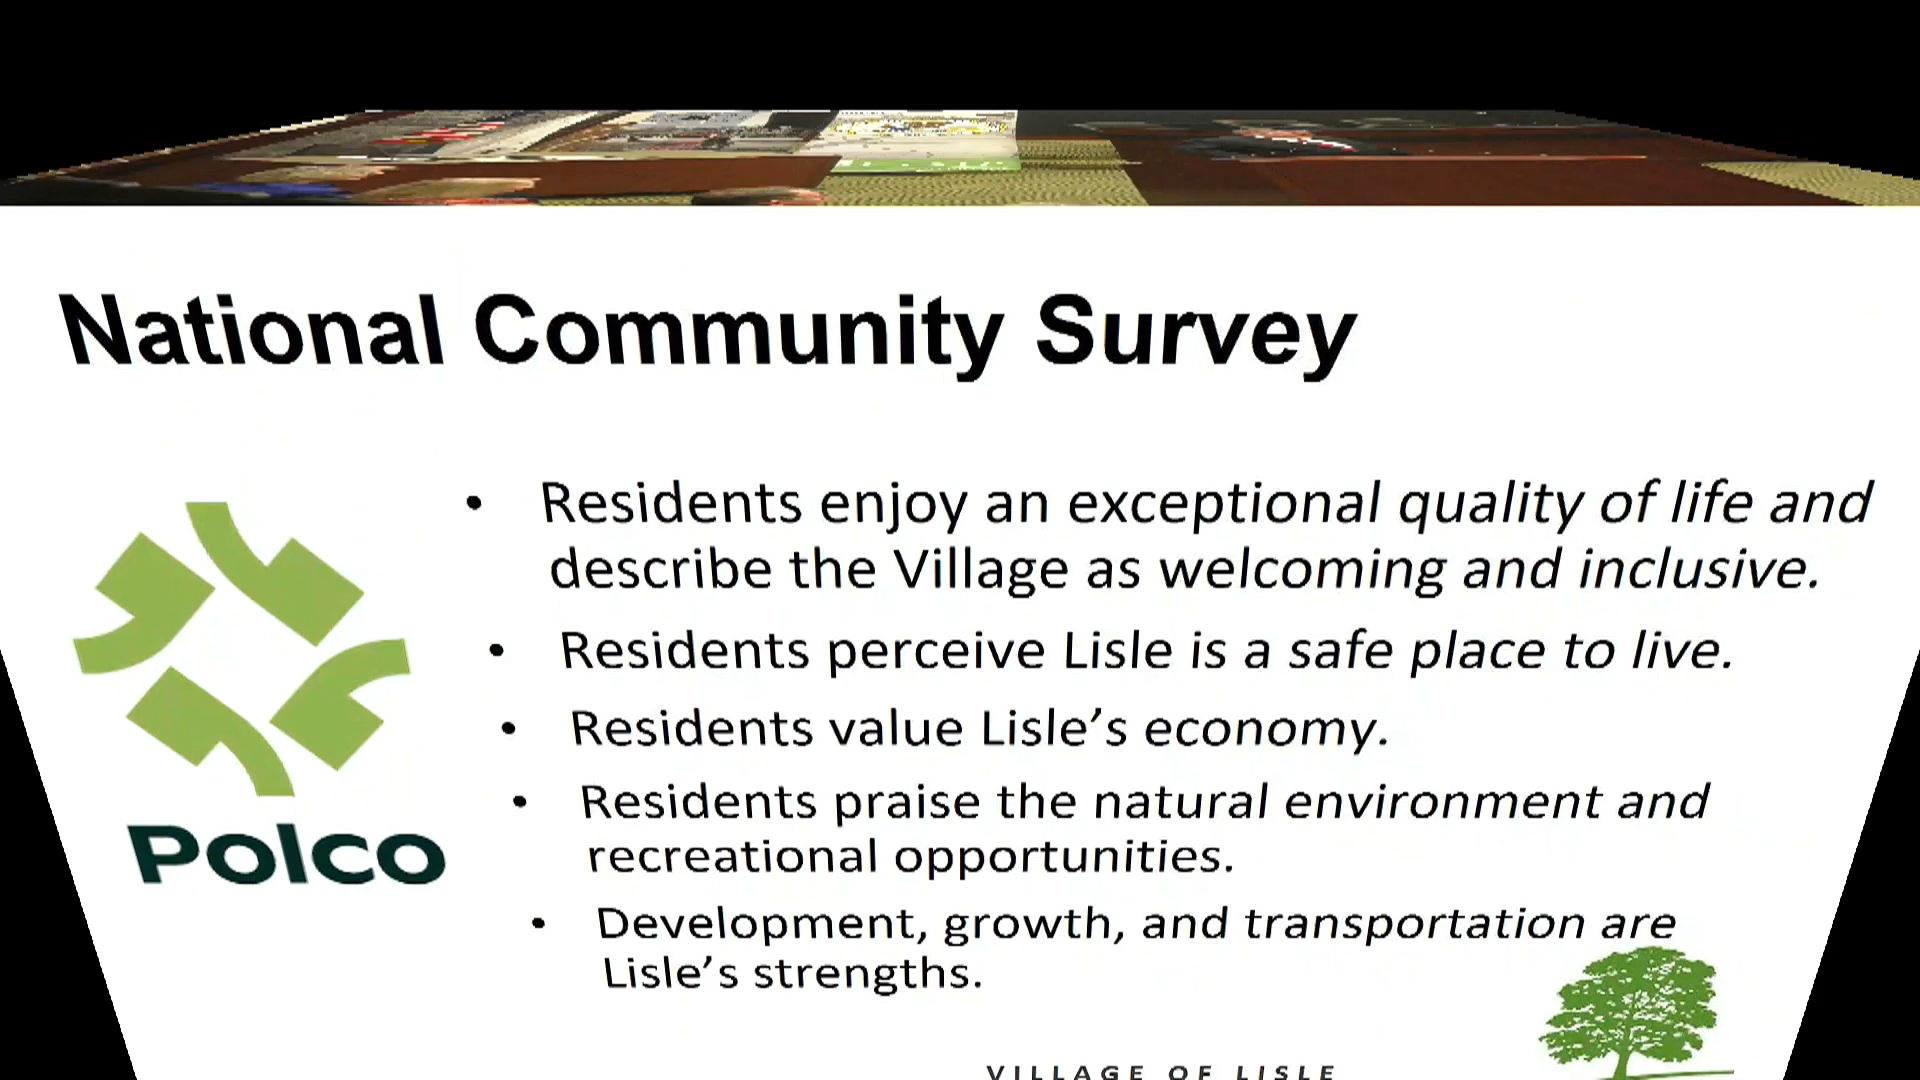 National Community Survey
• Residents enjoy an exceptional quality of life and
describe the Village as welcoming and inclusive.
• Residents perceive Lisle is a safe place to live.
• Residents value Lisle’s economy.
• Residents praise the natural environment and
recreational opportunities.
• Development, growth, and transportation are
Lisle’s strengths.
Polco
VILLAGE OF LISLE